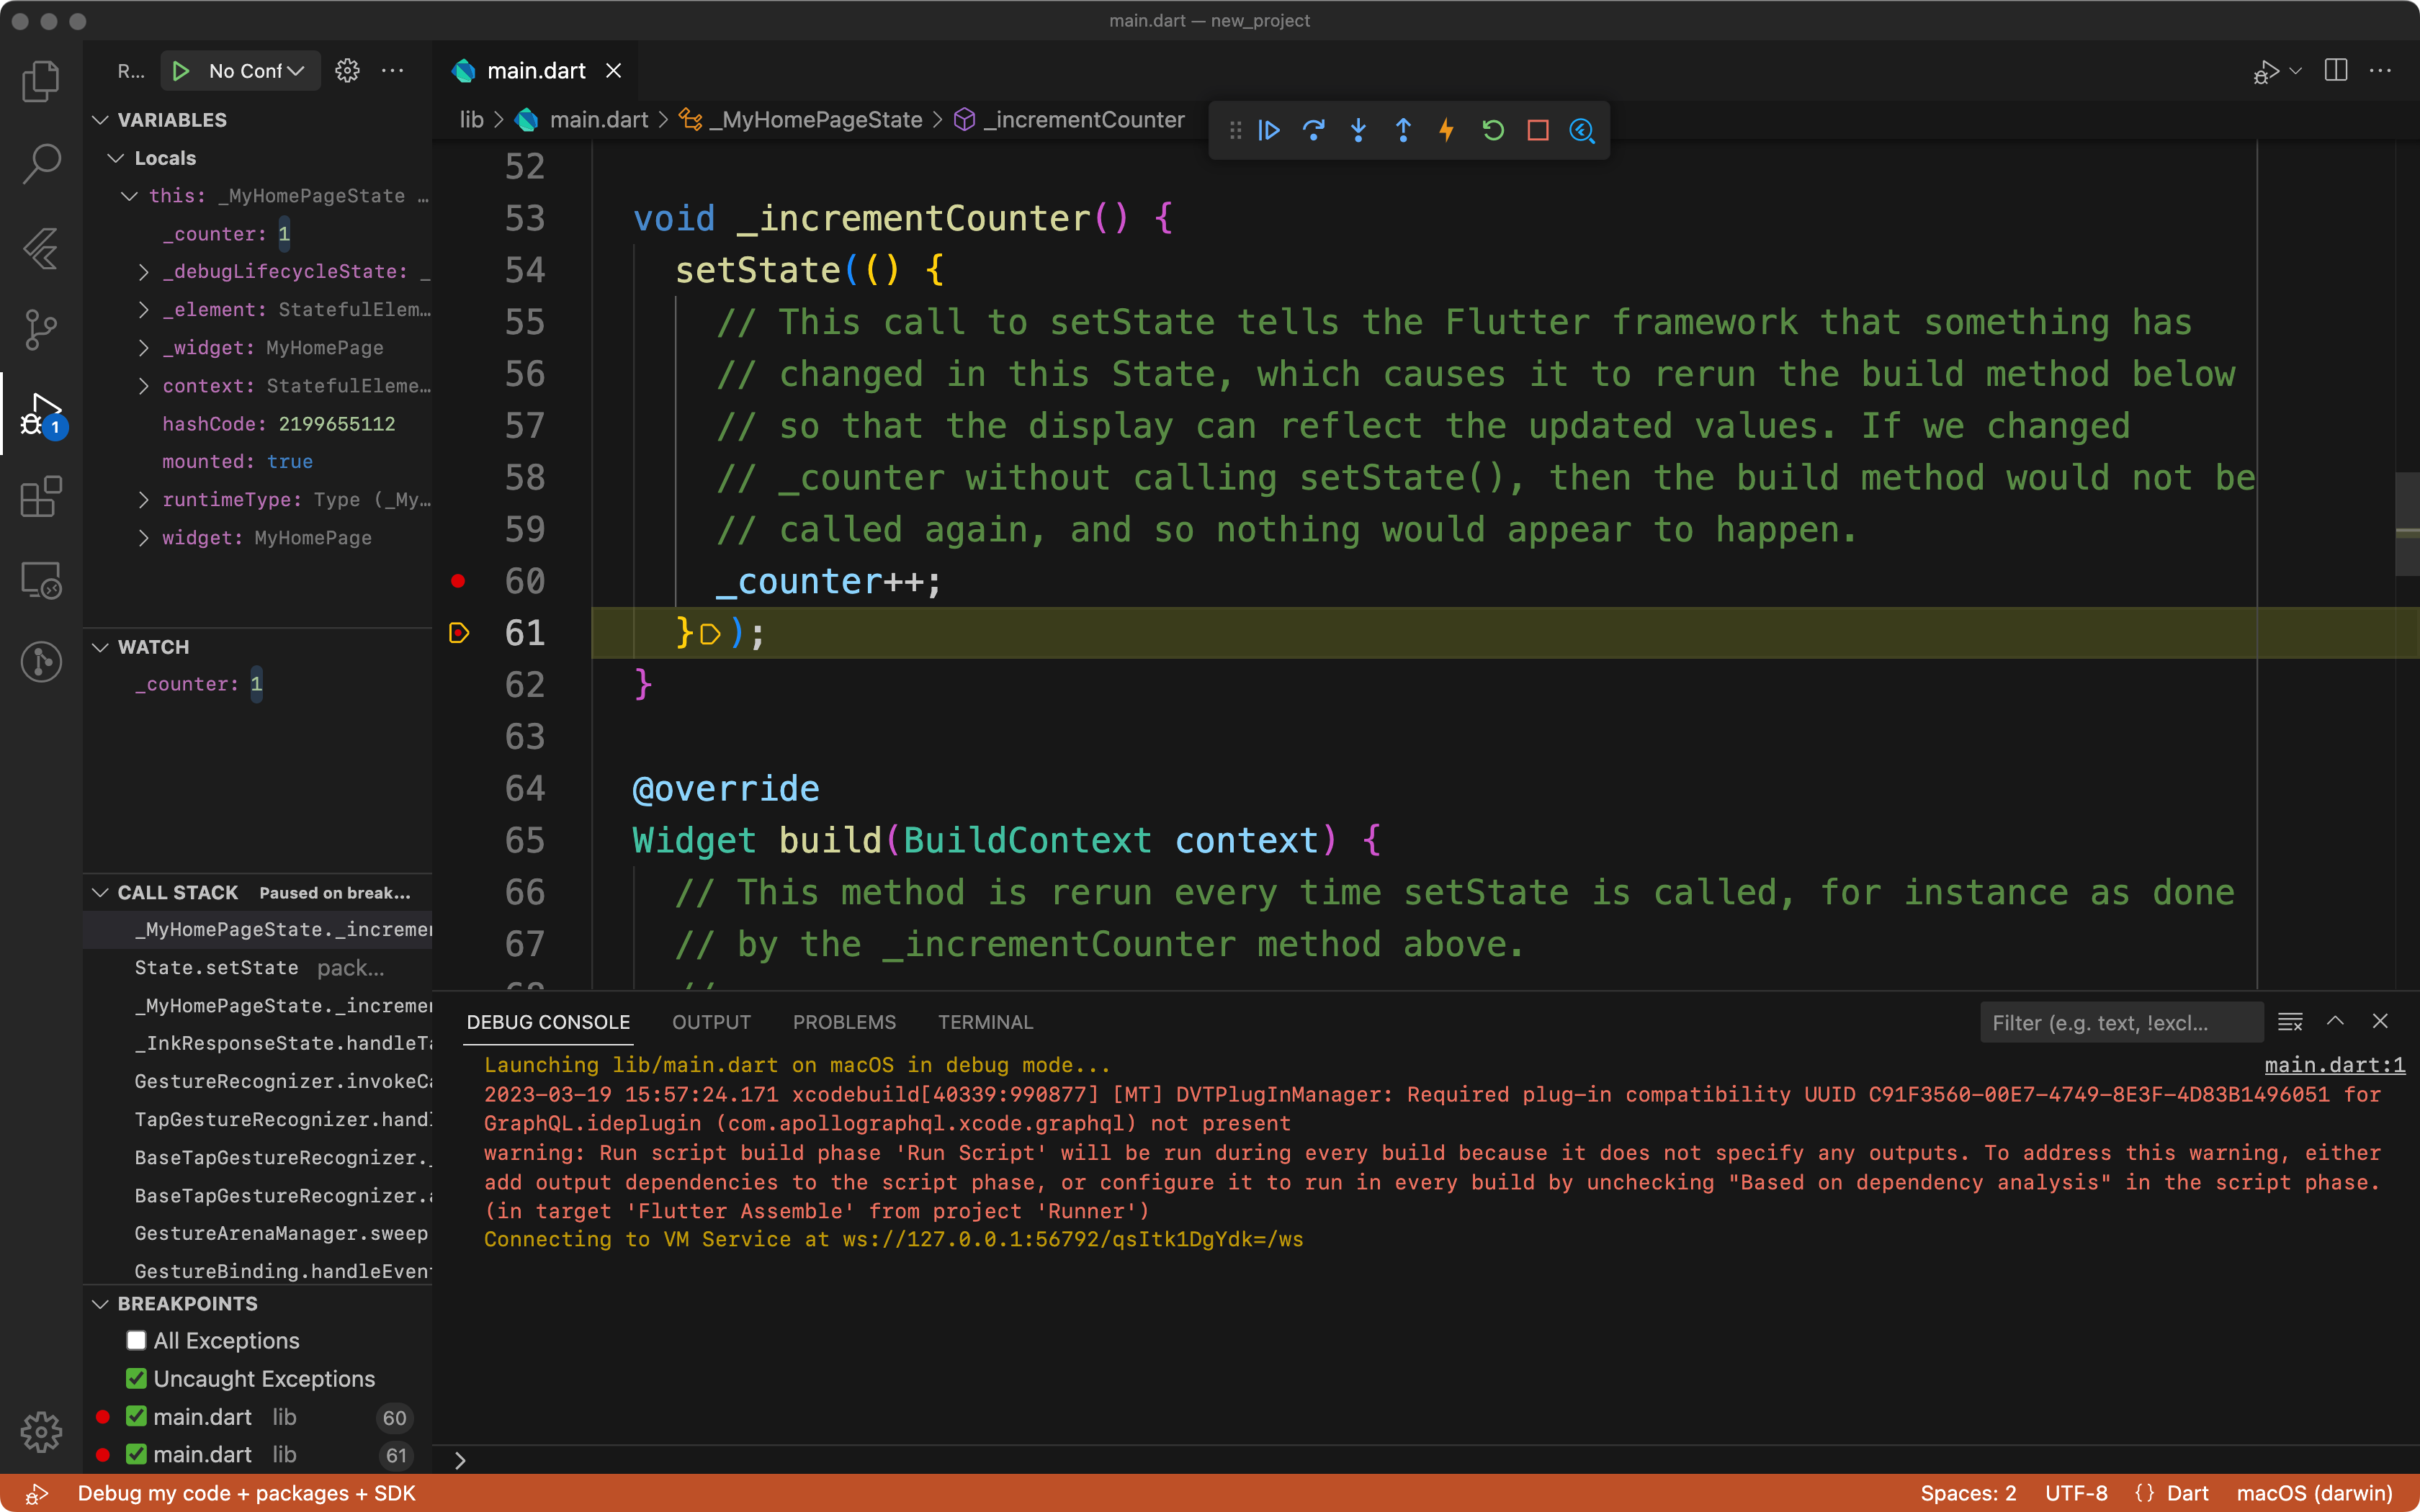 main.dart — new_project
R... No Conf
VARIABLES
Locals
this: _MyHomePageState ...
_counter: 1
_debugLifecycleState: _
_element: StatefulElem...
_widget: MyHomePage
context: StatefulEleme...
hashCode: 2199655112
mounted: true
runtimeType: Type (_My...
widget: MyHomePage
1
WATCH
_counter: 1
CALL STACK Paused on break...
_MyHomePageState._incremen
State.setState pack...
_MyHomePageState._incremen
_InkResponseState.handleTa
GestureRecognizer.invokeCa
TapGestureRecognizer.handl
BaseTapGestureRecognizer._
BaseTapGestureRecognizer.a
GestureArenaManager.sweep
GestureBinding.handleEvent
BREAKPOINTS
All Exceptions
Uncaught Exceptions
main.dart lib 60
main.dart lib 61
main.dart
lib > main.dart > _MyHomePageState > _incrementCounter
52
53 void _incrementCounter() {
54 setState(() {
55 // This call to setState tells the Flutter framework that something has
56 // changed in this State, which causes it to rerun the build method below
57 // so that the display can reflect the updated values. If we changed
58 // _counter without calling setState(), then the build method would not be
59 // called again, and so nothing would appear to happen.
60 _counter++;
61 });
62 }
63
64 @override
65 Widget build(BuildContext context) {
66 // This method is rerun every time setState is called, for instance as done
67 // by the _incrementCounter method above.
68 //
DEBUG CONSOLE OUTPUT PROBLEMS TERMINAL Filter (e.g. text, !excl...
Launching lib/main.dart on macOS in debug mode... main.dart:1
2023-03-19 15:57:24.171 xcodebuild[40339:990877] [MT] DVTPlugInManager: Required plug-in compatibility UUID C91F3560-00E7-4749-8E3F-4D83B1496051 for
GraphQL.ideplugin (com.apollographql.xcode.graphql) not present
warning: Run script build phase 'Run Script' will be run during every build because it does not specify any outputs. To address this warning, either
add output dependencies to the script phase, or configure it to run in every build by unchecking "Based on dependency analysis" in the script phase.
(in target 'Flutter Assemble' from project 'Runner')
Connecting to VM Service at ws://127.0.0.1:56792/qsItk1DgYdk=/ws
Debug my code + packages + SDK Spaces: 2 UTF-8 {} Dart macOS (darwin)